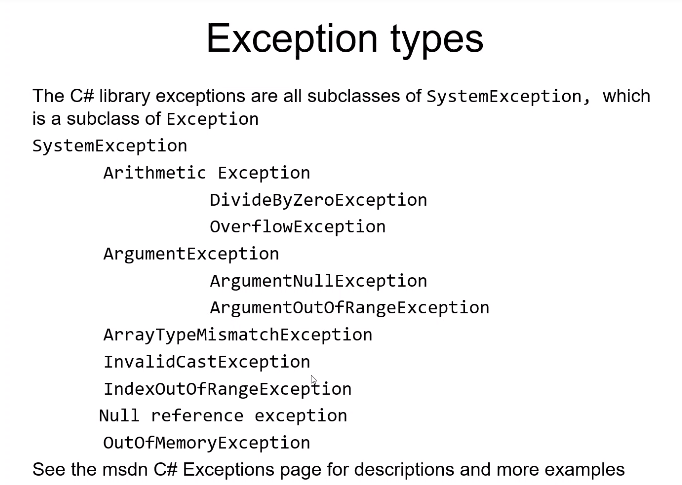 Exception types
The C# library exceptions are all subclasses of SystemException, which
is a subclass of Exception
SystemException
Arithmetic Exception
DivideByZeroException
OverflowException
ArgumentException
ArgumentNullException
ArgumentOutOfRangeException
ArrayTypeMismatchException
InvalidCastException
IndexOutOfRangeException
Null reference exception
OutOfMemoryException
See the msdn C# Exceptions page for descriptions and more examples